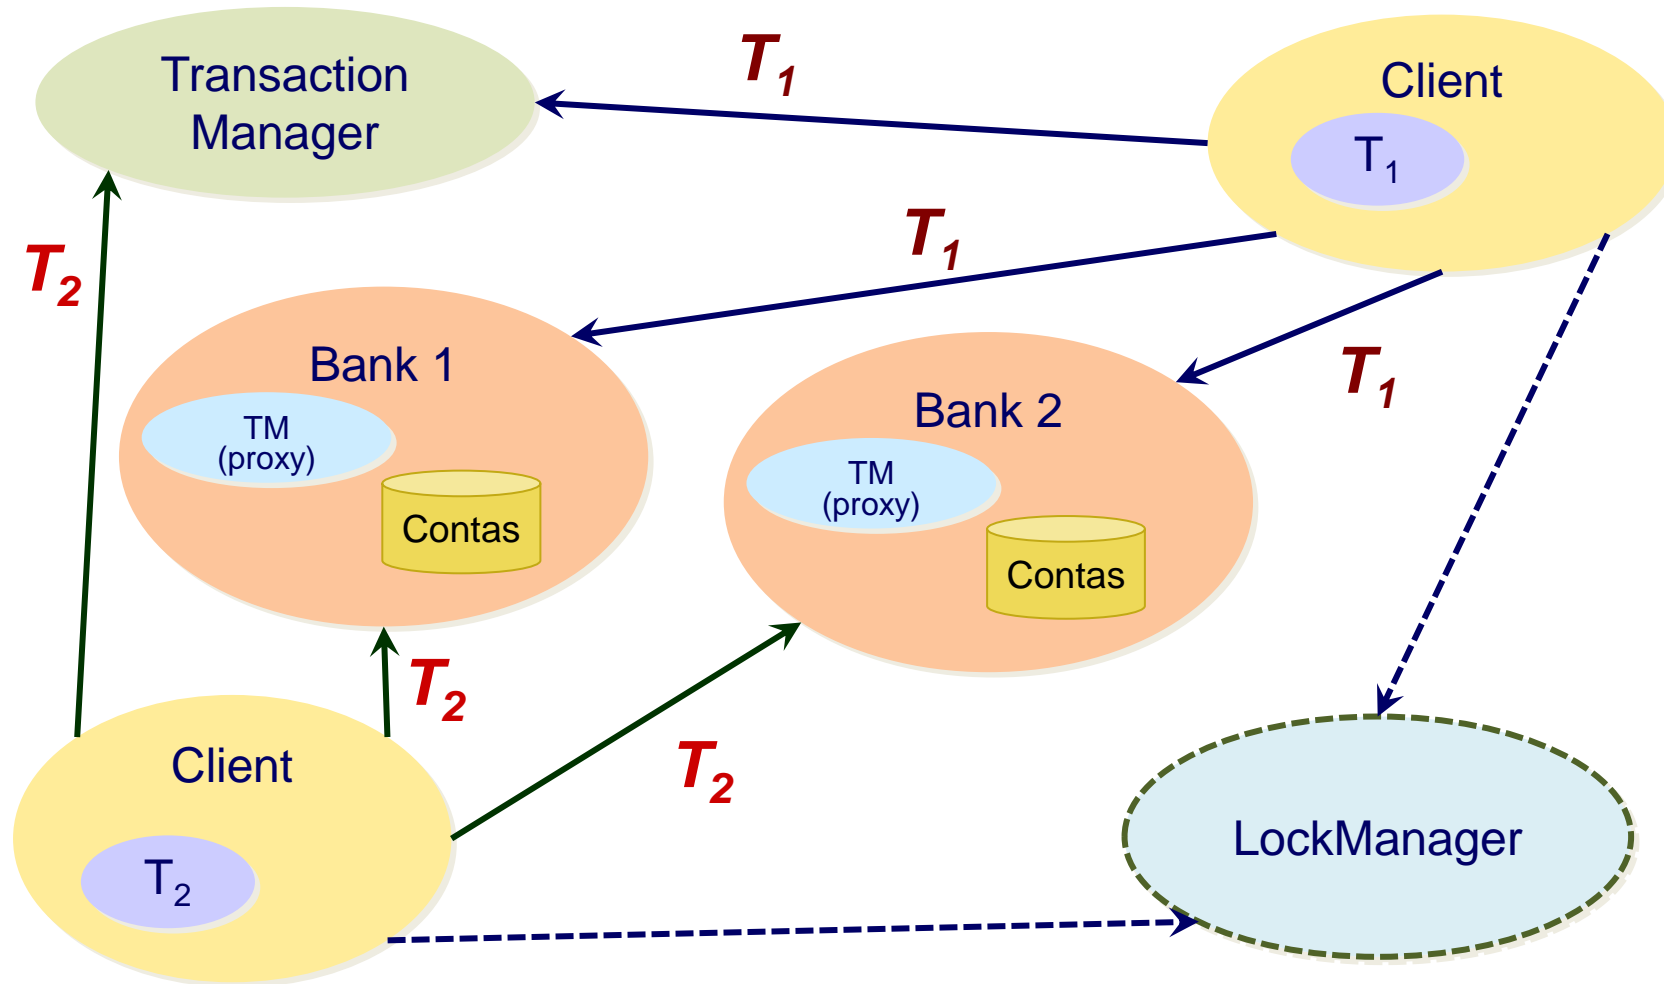 Transaction
Manager
T1
Client
T1
T1
T2
Bank 1
TM
(proxy)
Contas
Bank 2
TM
(proxy)
Contas
T1
T2
T2
Client
T2
LockManager